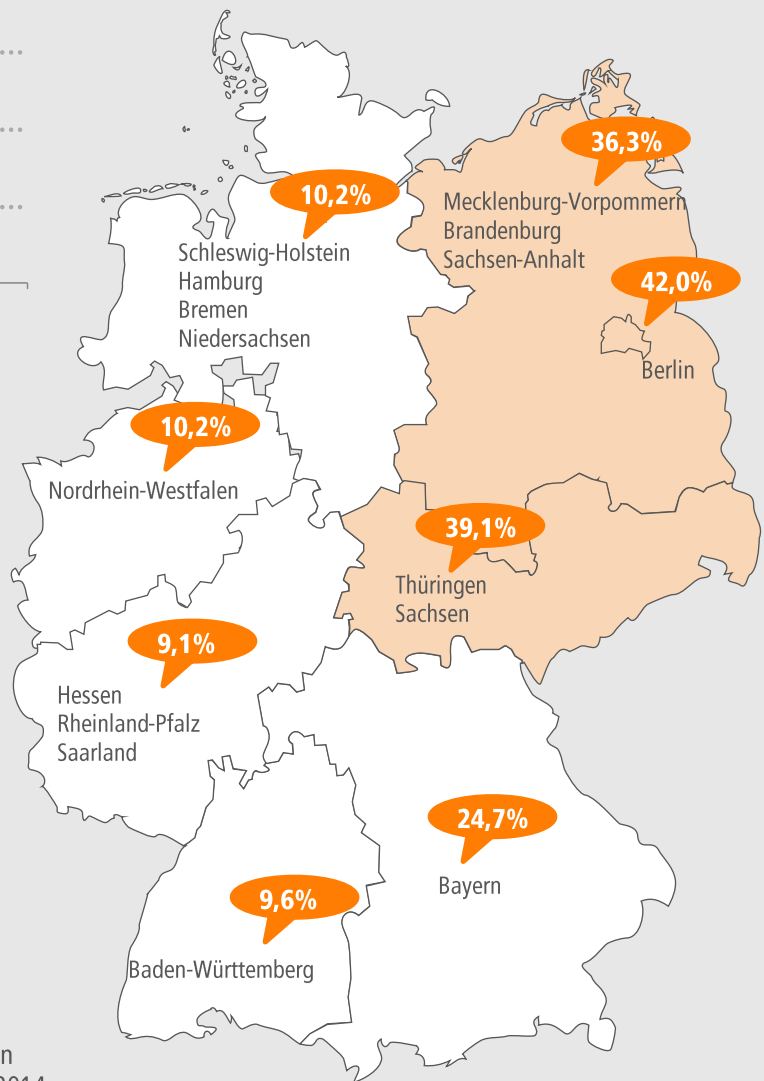 36,3%
Mecklenburg-Vorpommern
Brandenburg
Sachsen-Anhalt
10,2%
Schleswig-Holstein
Hamburg
Bremen
Niedersachsen
42,0%
Berlin
10,2%
Nordrhein-Westfalen
39,1%
Thüringen
Sachsen
9,1%
Hessen
Rheinland-Pfalz
Saarland
24,7%
Bayern
9,6%
Baden-Württemberg